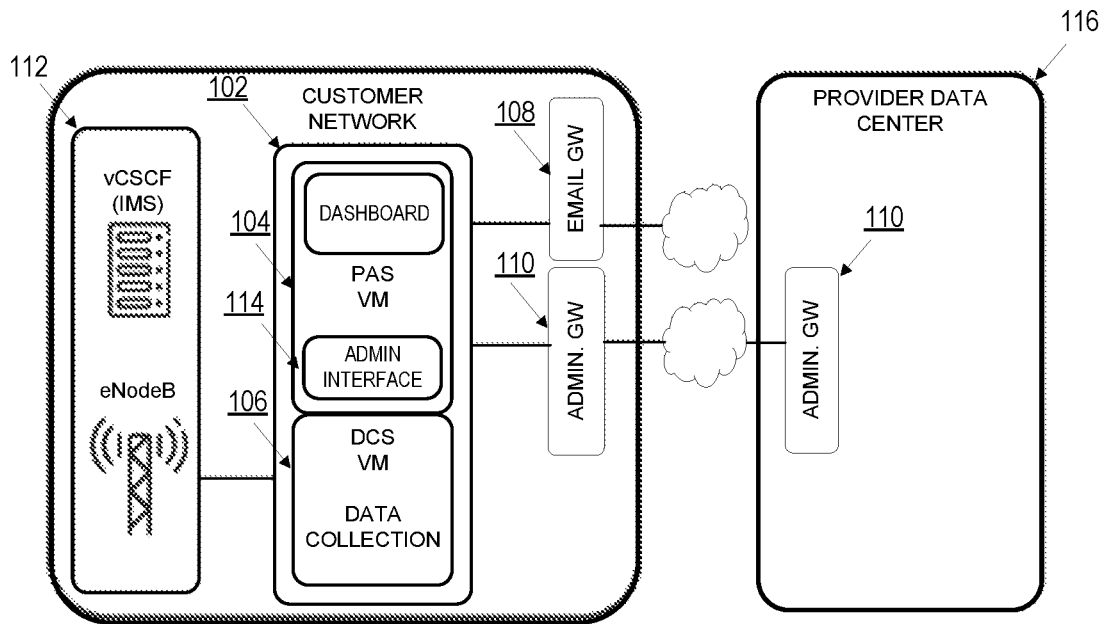 116
112
102
CUSTOMER
NETWORK
108
EMAIL GW
PROVIDER DATA
CENTER
vCSCF
(IMS)
DASHBOARD
104
PAS
VM
110
ADMIN. GW
110
ADMIN. GW
114
ADMIN
INTERFACE
eNodeB
106
DCS
VM
DATA
COLLECTION